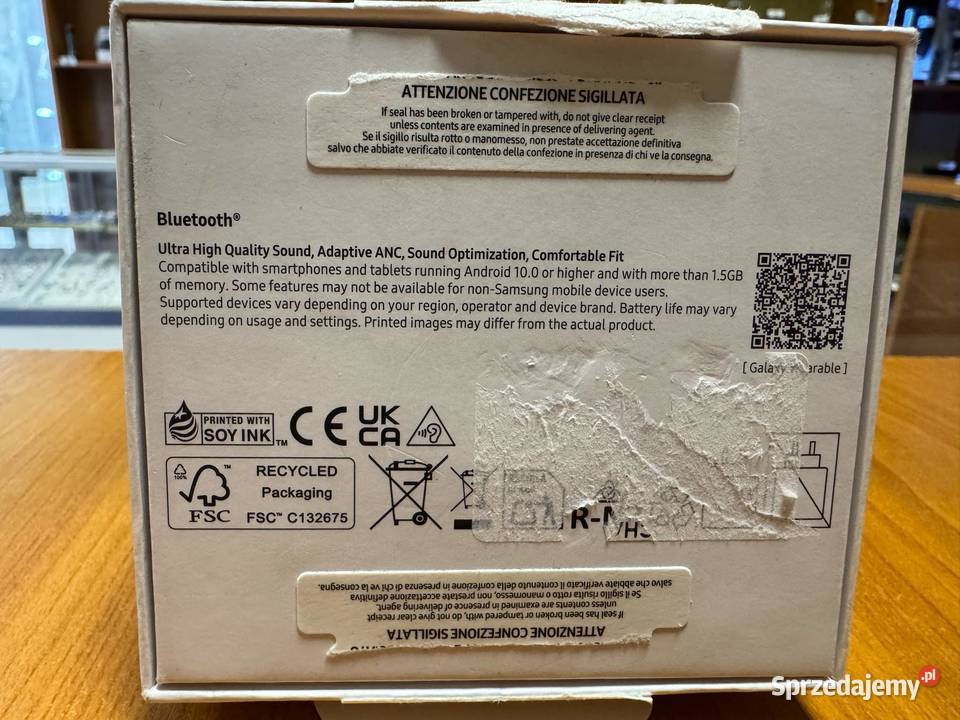 ATTENZIONE CONFEZIONE SIGILLATA
If seal has been broken or tampered with, do not give clear receipt
unless contents are examined in presence of delivering agent.
Se il sigillo risulta rotto o manomesso, non prestate accettazione definitiva
salvo che abbiate verificato il contenuto della confezione in presenza di chi ve la consegna.
Bluetooth®
Ultra High Quality Sound, Adaptive ANC, Sound Optimization, Comfortable Fit
Compatible with smartphones and tablets running Android 10.0 or higher and with more than 1.5GB
of memory. Some features may not be available for non-Samsung mobile device users.
Supported devices vary depending on your region, operator and device brand. Battery life may vary
depending on usage and settings. Printed images may differ from the actual product.
[ Galaxy Wearable ]
PRINTED WITH
SOY INK™
CE
UK
CA
100%
FSC™
RECYCLED
Packaging
FSC™ C132675
R-
ATTENZIONE CONFEZIONE SIGILLATA
If seal has been broken or tampered with, do not give clear receipt
unless contents are examined in presence of delivering agent.
Se il sigillo risulta rotto o manomesso, non prestate accettazione definitiva
salvo che abbiate verificato il contenuto della confezione in presenza di chi ve la consegna.
Sprzedajemy.pl